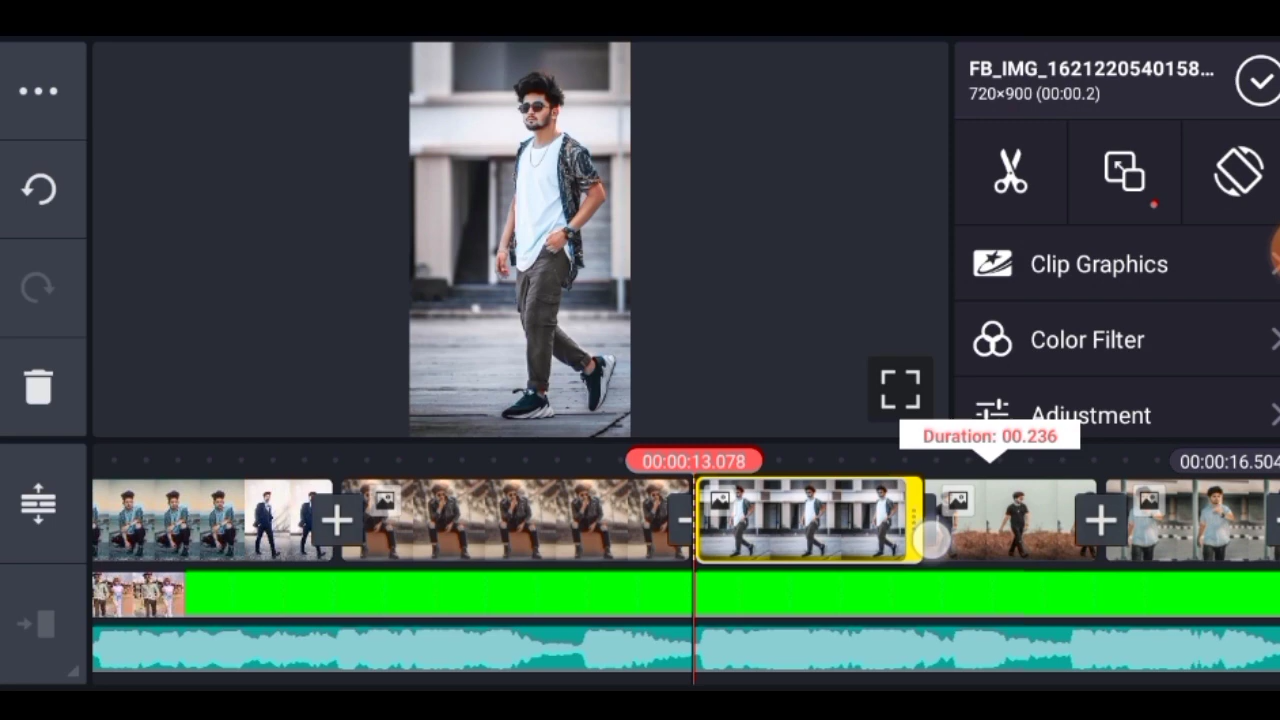 FB_IMG_1621220540158...
720×900 (00:00.2)
Clip Graphics
Color Filter
Adjustment
Duration: 00.236
00:00:13.078
00:00:16.504